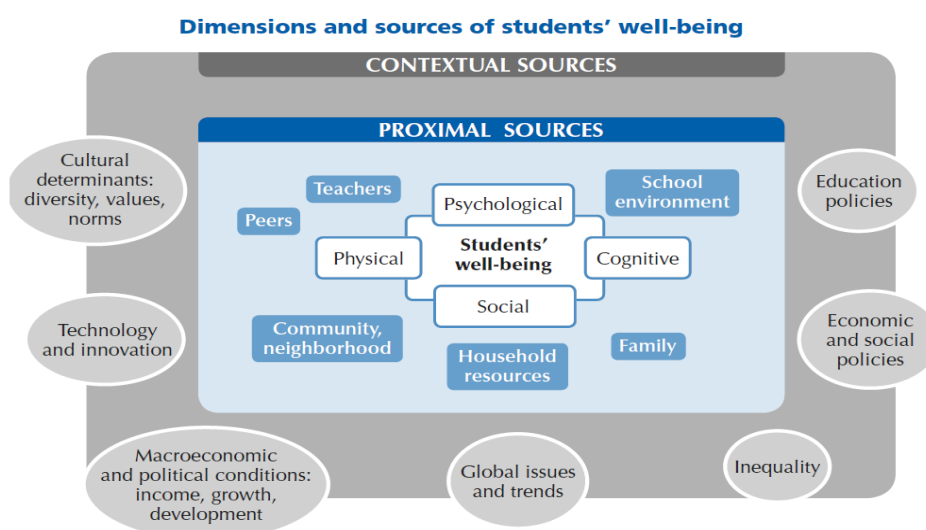 Dimensions and sources of students’ well-being
CONTEXTUAL SOURCES
PROXIMAL SOURCES
Cultural
determinants:
diversity, values,
norms
Teachers
Peers
Psychological
School
environment
Education
policies
Physical
Students’
well-being
Cognitive
Social
Technology
and innovation
Community,
neighborhood
Household
resources
Family
Economic
and social
policies
Macroeconomic
and political conditions:
income, growth,
development
Global issues
and trends
Inequality